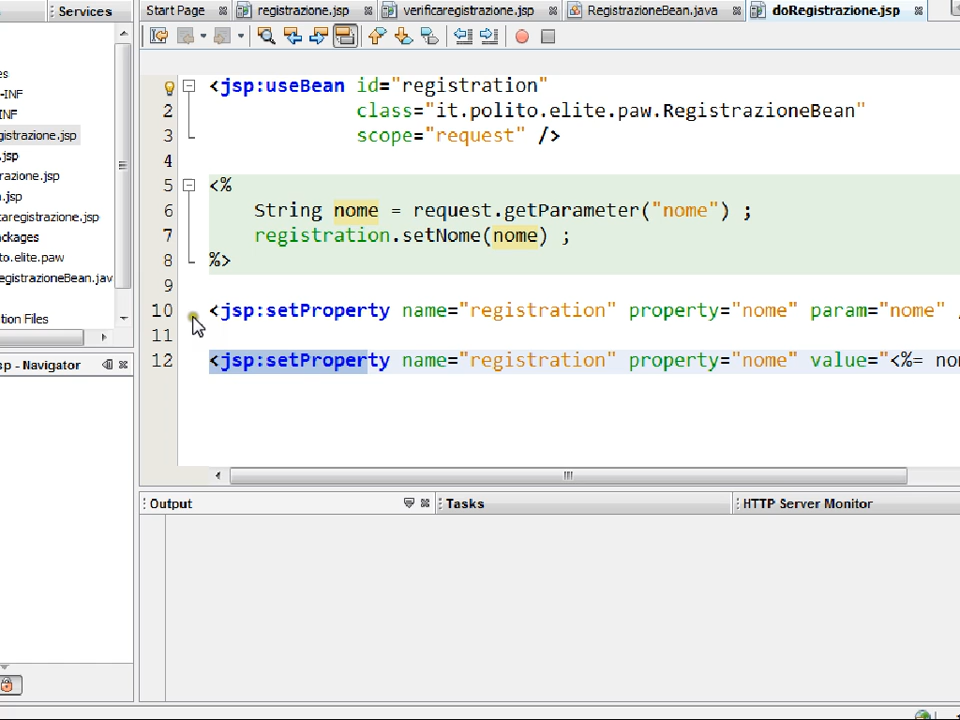 Services
Start Page
registrazione.jsp
verificaregistrazione.jsp
RegistrazioneBean.java
doRegistrazione.jsp
es
-INF
INF
gistrazione.jsp
.jsp
razione.jsp
a.jsp
caregistrazione.jsp
ackages
olito.elite.paw
egistrazioneBean.jav
tion Files
sp - Navigator
<jsp:useBean id="registration"
2 class="it.polito.elite.paw.RegistrazioneBean"
3 scope="request" />
4
5 <%
6 String nome = request.getParameter("nome") ;
7 registration.setNome(nome) ;
8 %>
9
10 <jsp:setProperty name="registration" property="nome" param="nome" /
11
12 <jsp:setProperty name="registration" property="nome" value="<%= nom
Output
Tasks
HTTP Server Monitor